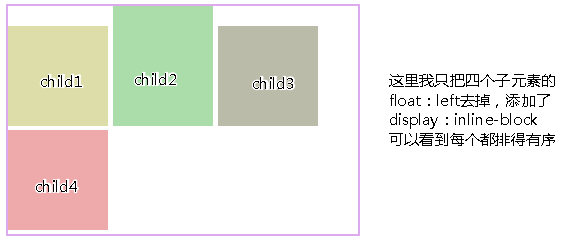 child1
child2
child3
child4
这里我只把四个子元素的
float：left去掉，添加了
display：inline-block
可以看到每个都排得有序